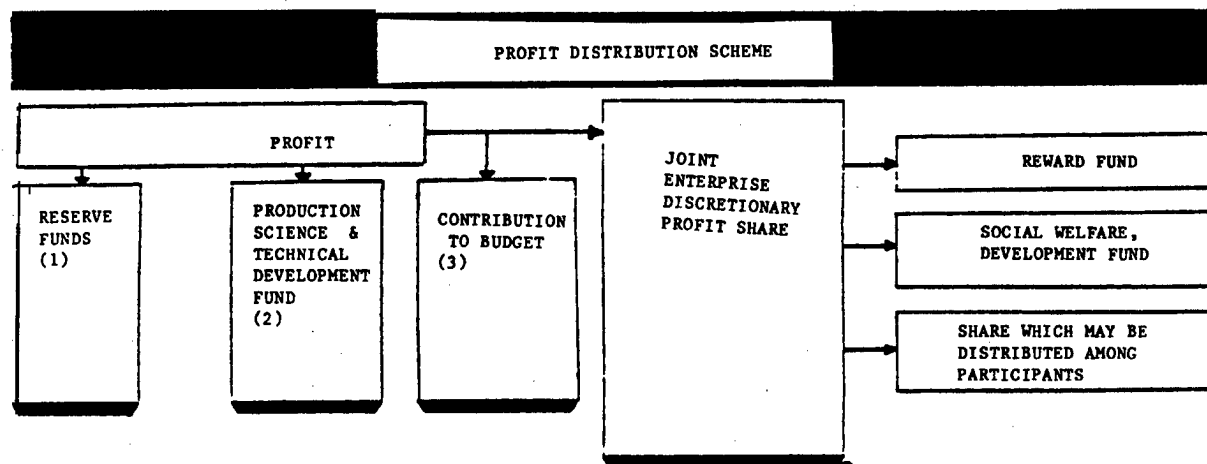 PROFIT DISTRIBUTION SCHEME
PROFIT
RESERVE
FUNDS
(1)
PRODUCTION
SCIENCE &
TECHNICAL
DEVELOPMENT
FUND
(2)
CONTRIBUTION
TO BUDGET
(3)
JOINT
ENTERPRISE
DISCRETIONARY
PROFIT SHARE
REWARD FUND
SOCIAL WELFARE,
DEVELOPMENT FUND
SHARE WHICH MAY BE
DISTRIBUTED AMONG
PARTICIPANTS